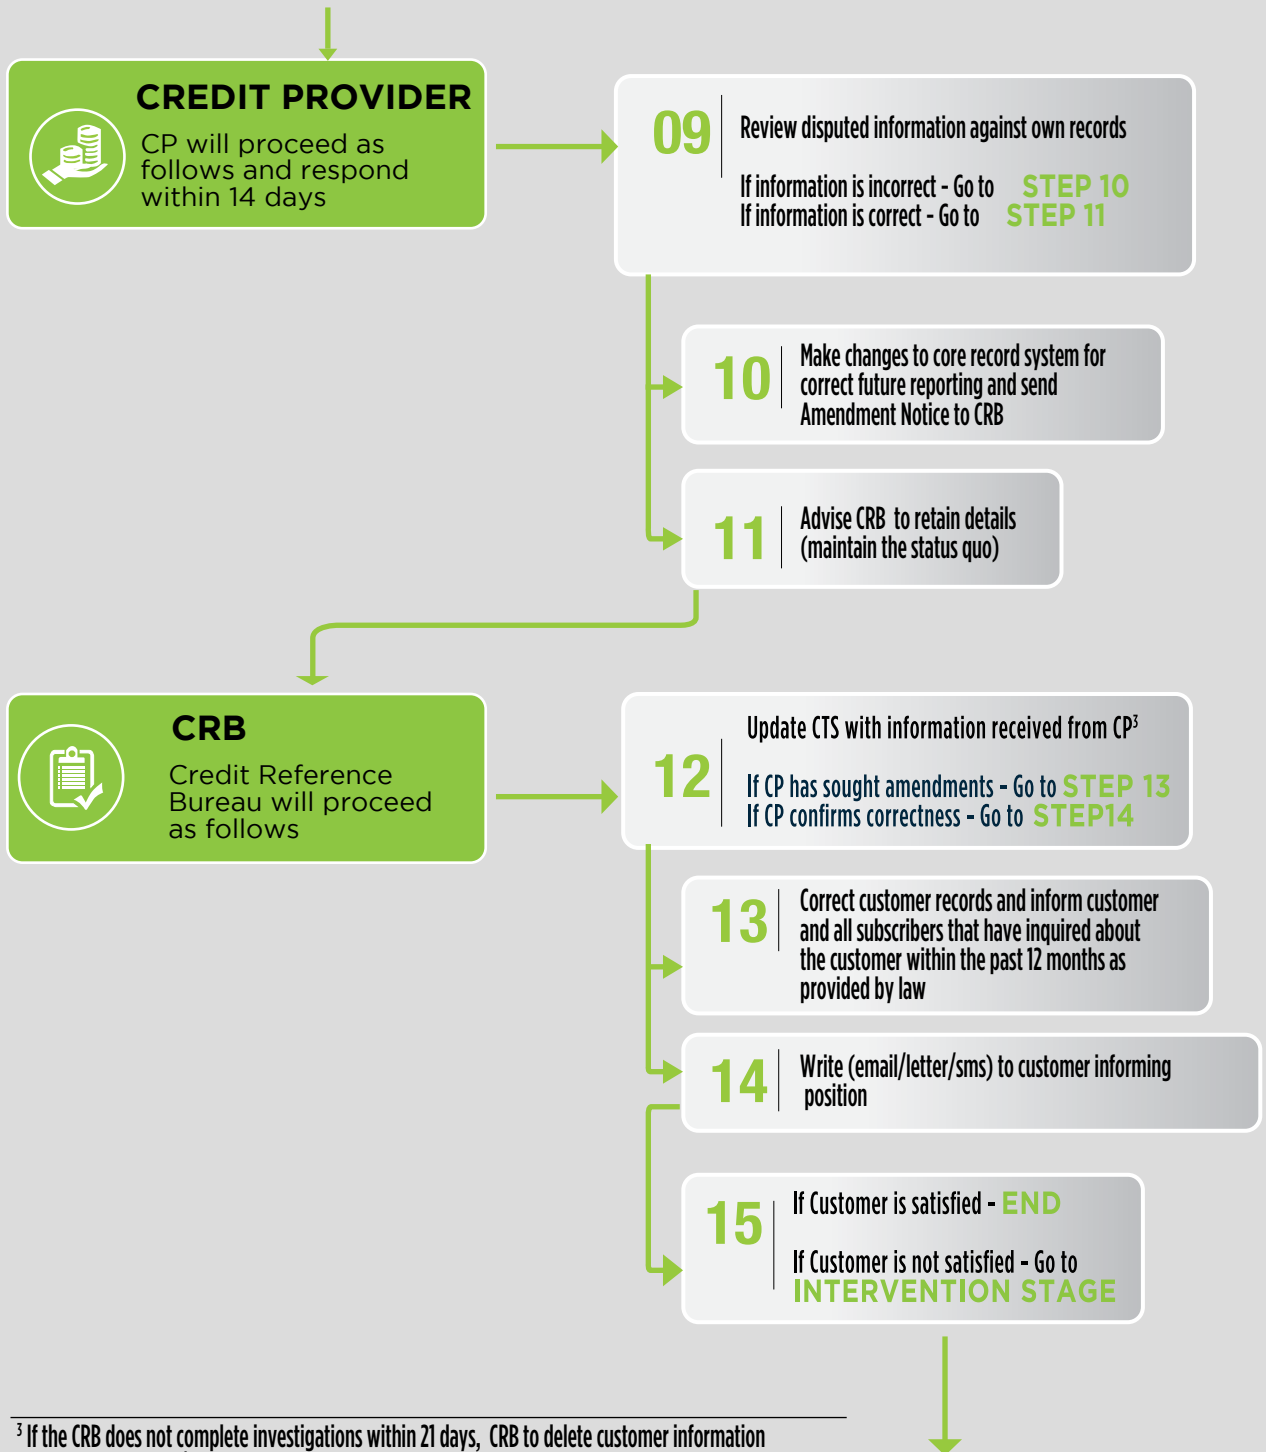 CREDIT PROVIDER
CP will proceed as
follows and respond
within 14 days
09
Review disputed information against own records
If information is incorrect - Go to STEP 10
If information is correct - Go to STEP 11
10
Make changes to core record system for
correct future reporting and send
Amendment Notice to CRB
11
Advise CRB to retain details
(maintain the status quo)
CRB
Credit Reference
Bureau will proceed
as follows
12
Update CTS with information received from CP³
If CP has sought amendments - Go to STEP 13
If CP confirms correctness - Go to STEP14
13
Correct customer records and inform customer
and all subscribers that have inquired about
the customer within the past 12 months as
provided by law
14
Write (email/letter/sms) to customer informing
position
15
If Customer is satisfied - END
If Customer is not satisfied - Go to
INTERVENTION STAGE
³ If the CRB does not complete investigations within 21 days, CRB to delete customer information